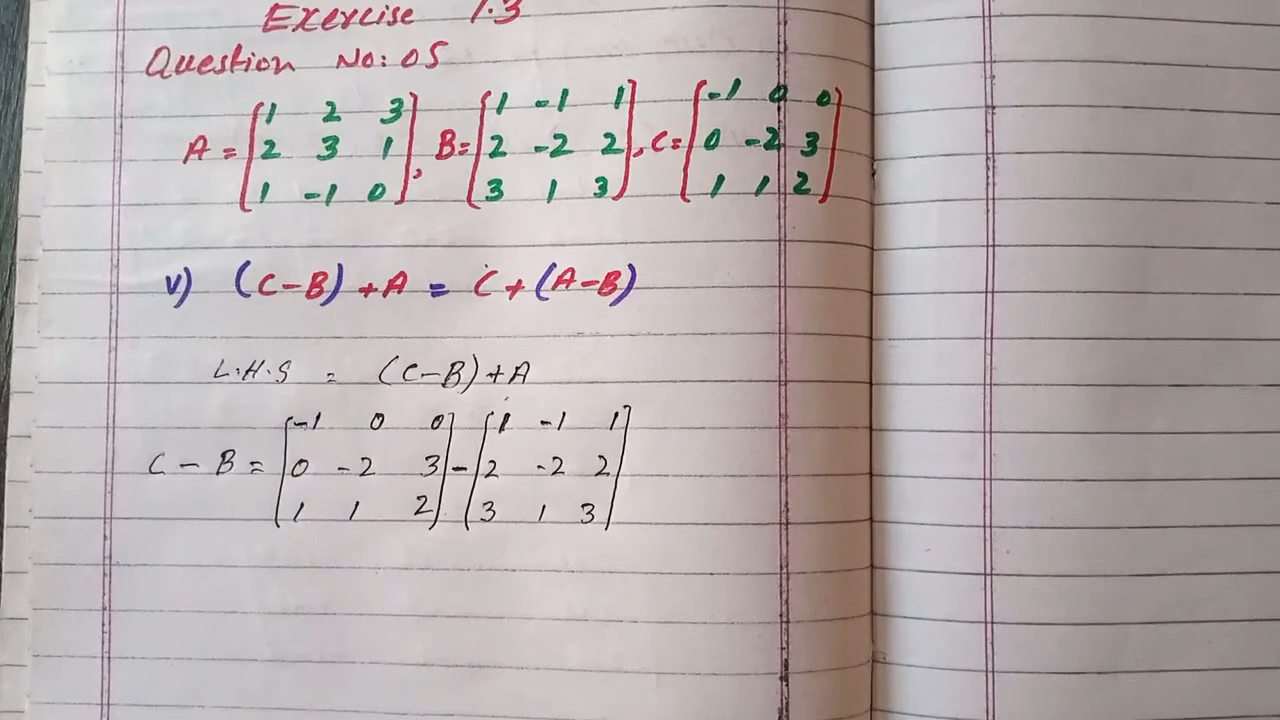 Exercise 1.3
Question No: 05
A = [1 2 3; 2 3 1; 1 -1 0], B = [1 -1 1; 2 -2 2; 3 1 3], C = [-1 0 0; 0 -2 3; 1 1 2]
v) (C-B) + A = C + (A-B)
L.H.S = (C-B)+A
C - B = [-1 0 0; 0 -2 3; 1 1 2] - [1 -1 1; 2 -2 2; 3 1 3]